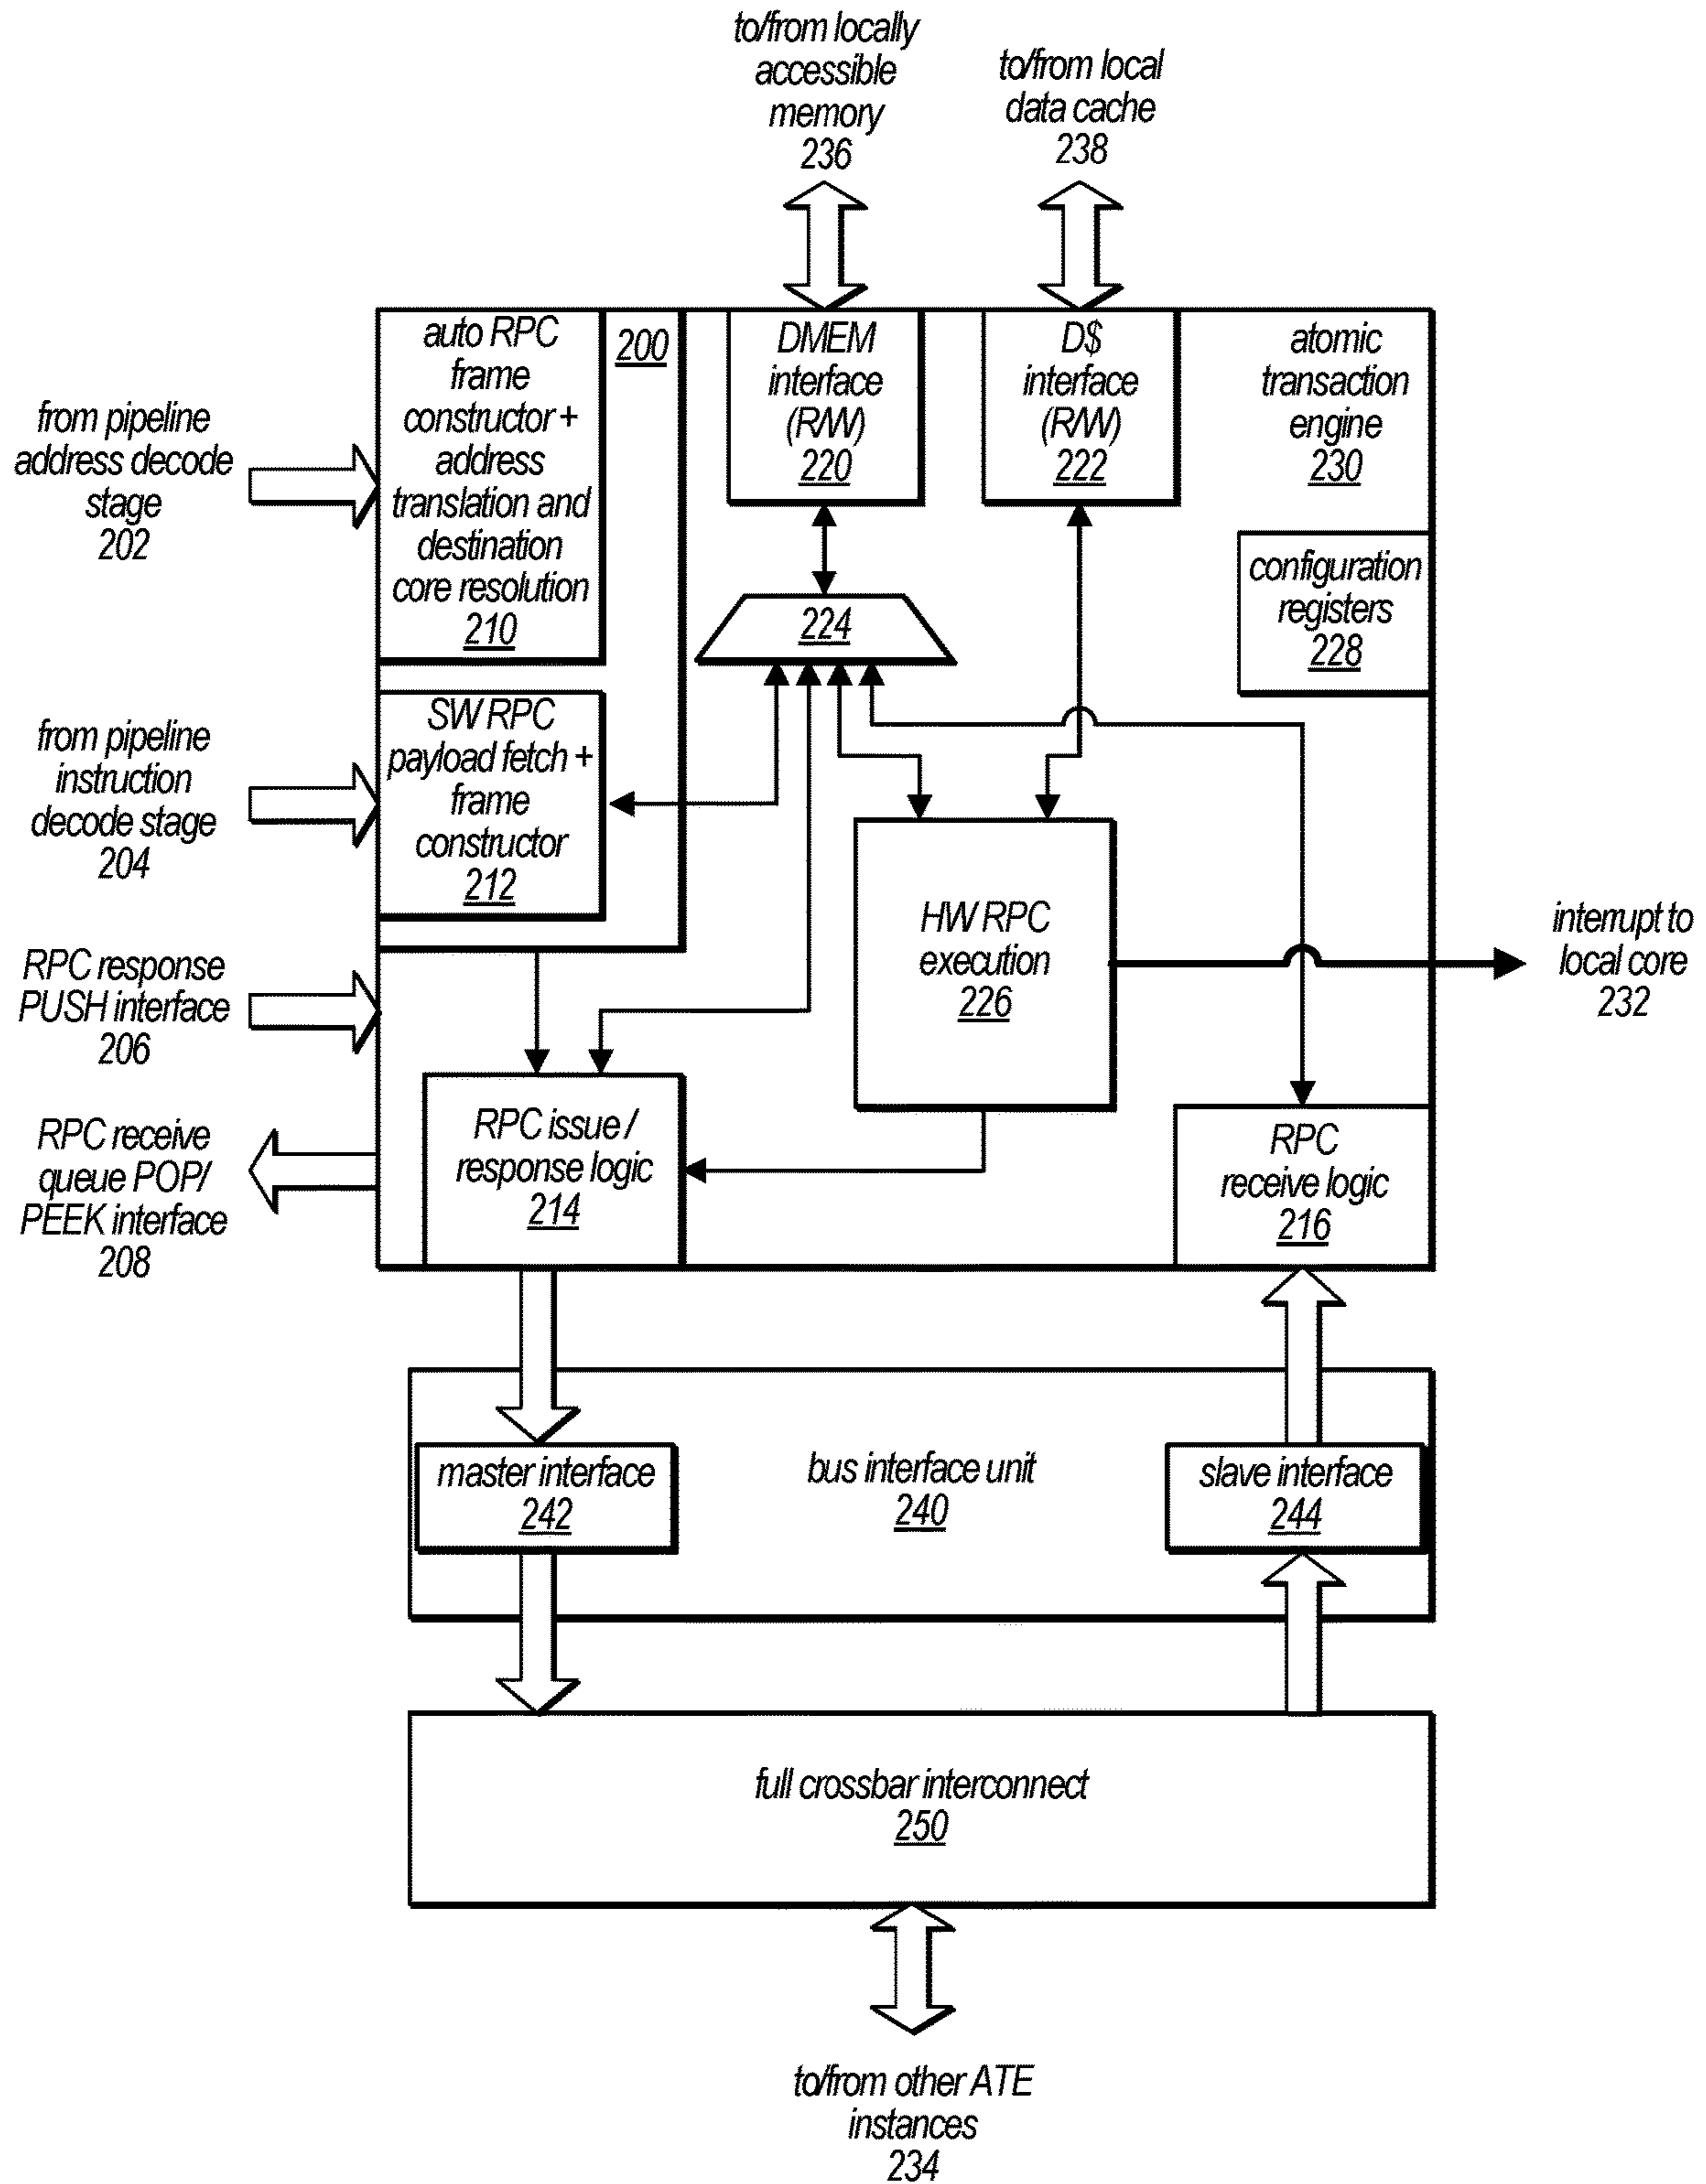 to/from locally
accessible
memory
236
to/from local
data cache
238
from pipeline
address decode
stage
202
auto RPC
frame
constructor +
address
translation and
destination
core resolution
210
200
DMEM
interface
(R/W)
220
D$
interface
(R/W)
222
atomic
transaction
engine
230
configuration
registers
228
224
from pipeline
instruction
decode stage
204
SW RPC
payload fetch +
frame
constructor
212
HW RPC
execution
226
interrupt to
local core
232
RPC response
PUSH interface
206
RPC receive
queue POP/
PEEK interface
208
RPC issue /
response logic
214
RPC
receive logic
216
master interface
242
bus interface unit
240
slave interface
244
full crossbar interconnect
250
to/from other ATE
instances
234